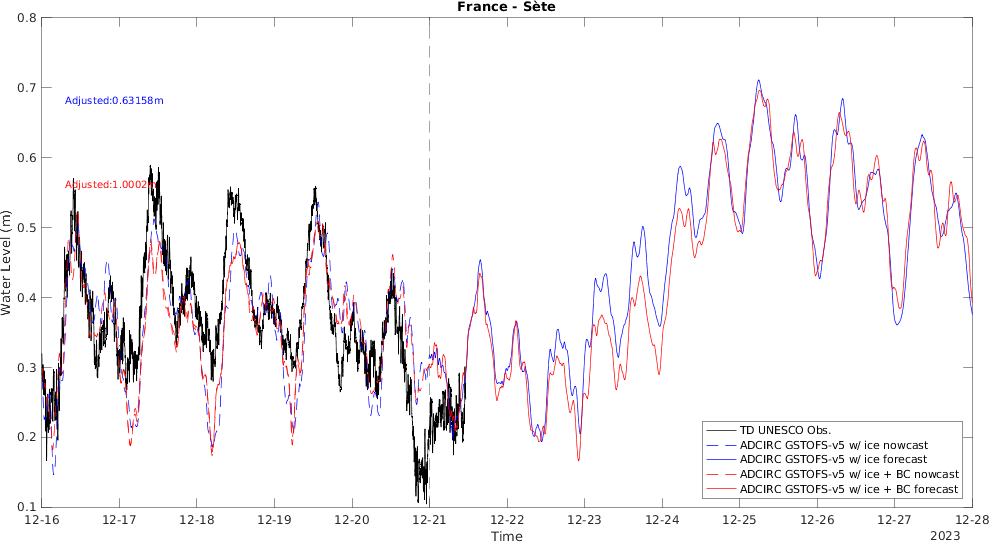 France - Sète
0.8
0.7
0.6
0.5
0.4
0.3
0.2
0.1
Water Level (m)
Adjusted:0.63158m
Adjusted:1.0002m
TD UNESCO Obs.
ADCIRC GSTOFS-v5 w/ ice nowcast
ADCIRC GSTOFS-v5 w/ ice forecast
ADCIRC GSTOFS-v5 w/ ice + BC nowcast
ADCIRC GSTOFS-v5 w/ ice + BC forecast
12-16 12-17 12-18 12-19 12-20 12-21 12-22 12-23 12-24 12-25 12-26 12-27 12-28
Time
2023